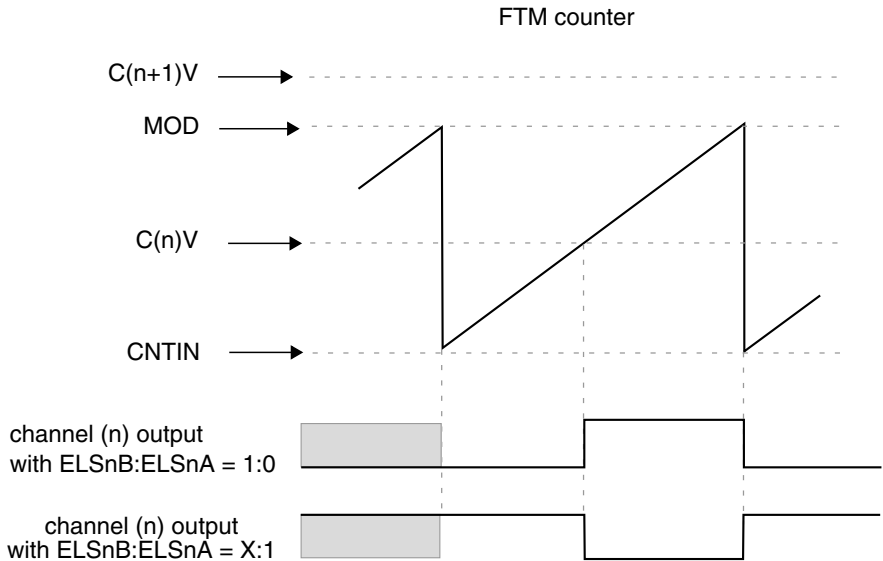 FTM counter
C(n+1)V
MOD
C(n)V
CNTIN
channel (n) output
with ELSnB:ELSnA = 1:0
channel (n) output
with ELSnB:ELSnA = X:1